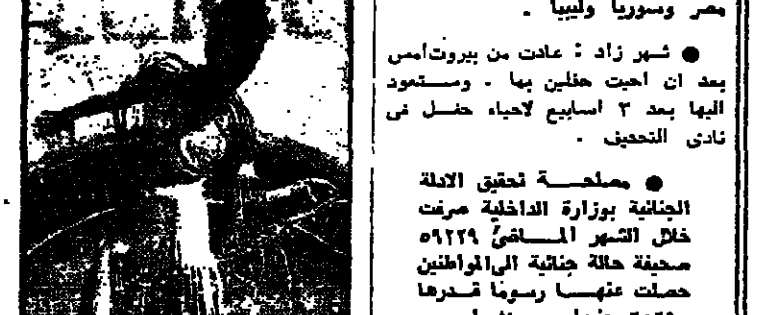 مصر وسوريا وليبيا .
● شهر زاد : عادت من بيروت امس
بعد ان احيت حفلين بها . وستعود
اليها بعد ٣ اسابيع لاحياء حفل فى
نادى
● مصلحة تحقيق الادلة
الجنائية بوزارة الداخلية صرفت
خلال الشهر الماضى ٥٩٢٢٩
صحيفة حالة جنائية الى المواطنين
حصلت عنهسا رسوما قدرها